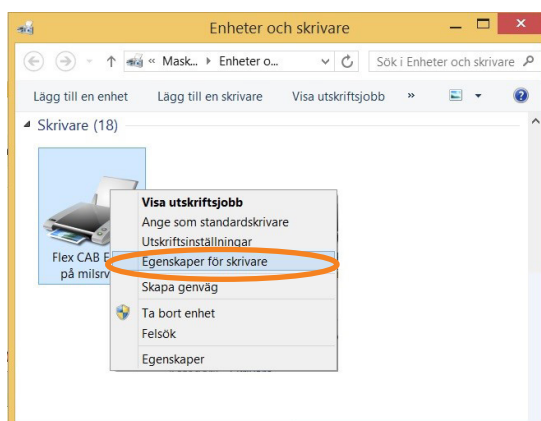 Enheter och skrivare
« Mask... Enheter o...
Sök i Enheter och skrivare
Lägg till en enhet Lägg till en skrivare Visa utskriftsjobb »
Skrivare (18)
Visa utskriftsjobb
Ange som standardskrivare
Utskriftsinställningar
Flex CAB
Egenskaper för skrivare
på milsrv
Skapa genväg
Ta bort enhet
Felsök
Egenskaper